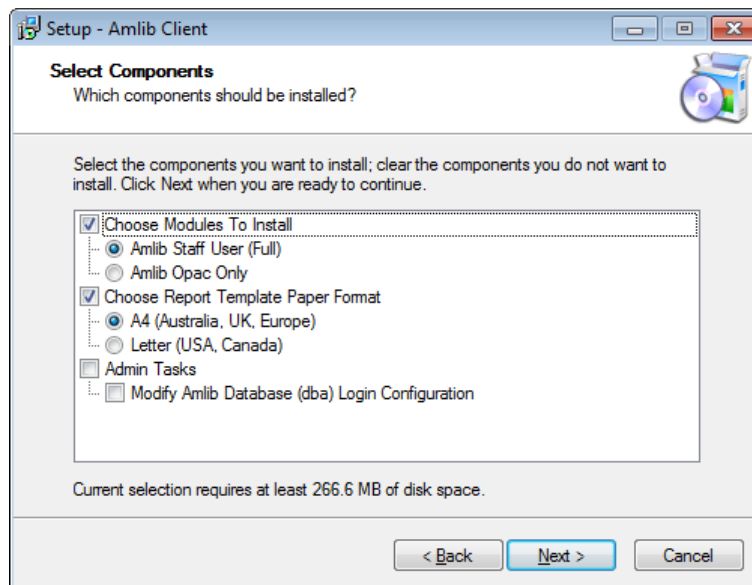 Setup - Amlib Client
Select Components
Which components should be installed?
Select the components you want to install; clear the components you do not want to
install. Click Next when you are ready to continue.
Choose Modules To Install
Amlib Staff User (Full)
Amlib Opac Only
Choose Report Template Paper Format
A4 (Australia, UK, Europe)
Letter (USA, Canada)
Admin Tasks
Modify Amlib Database (dba) Login Configuration
Current selection requires at least 266.6 MB of disk space.
< Back Next > Cancel